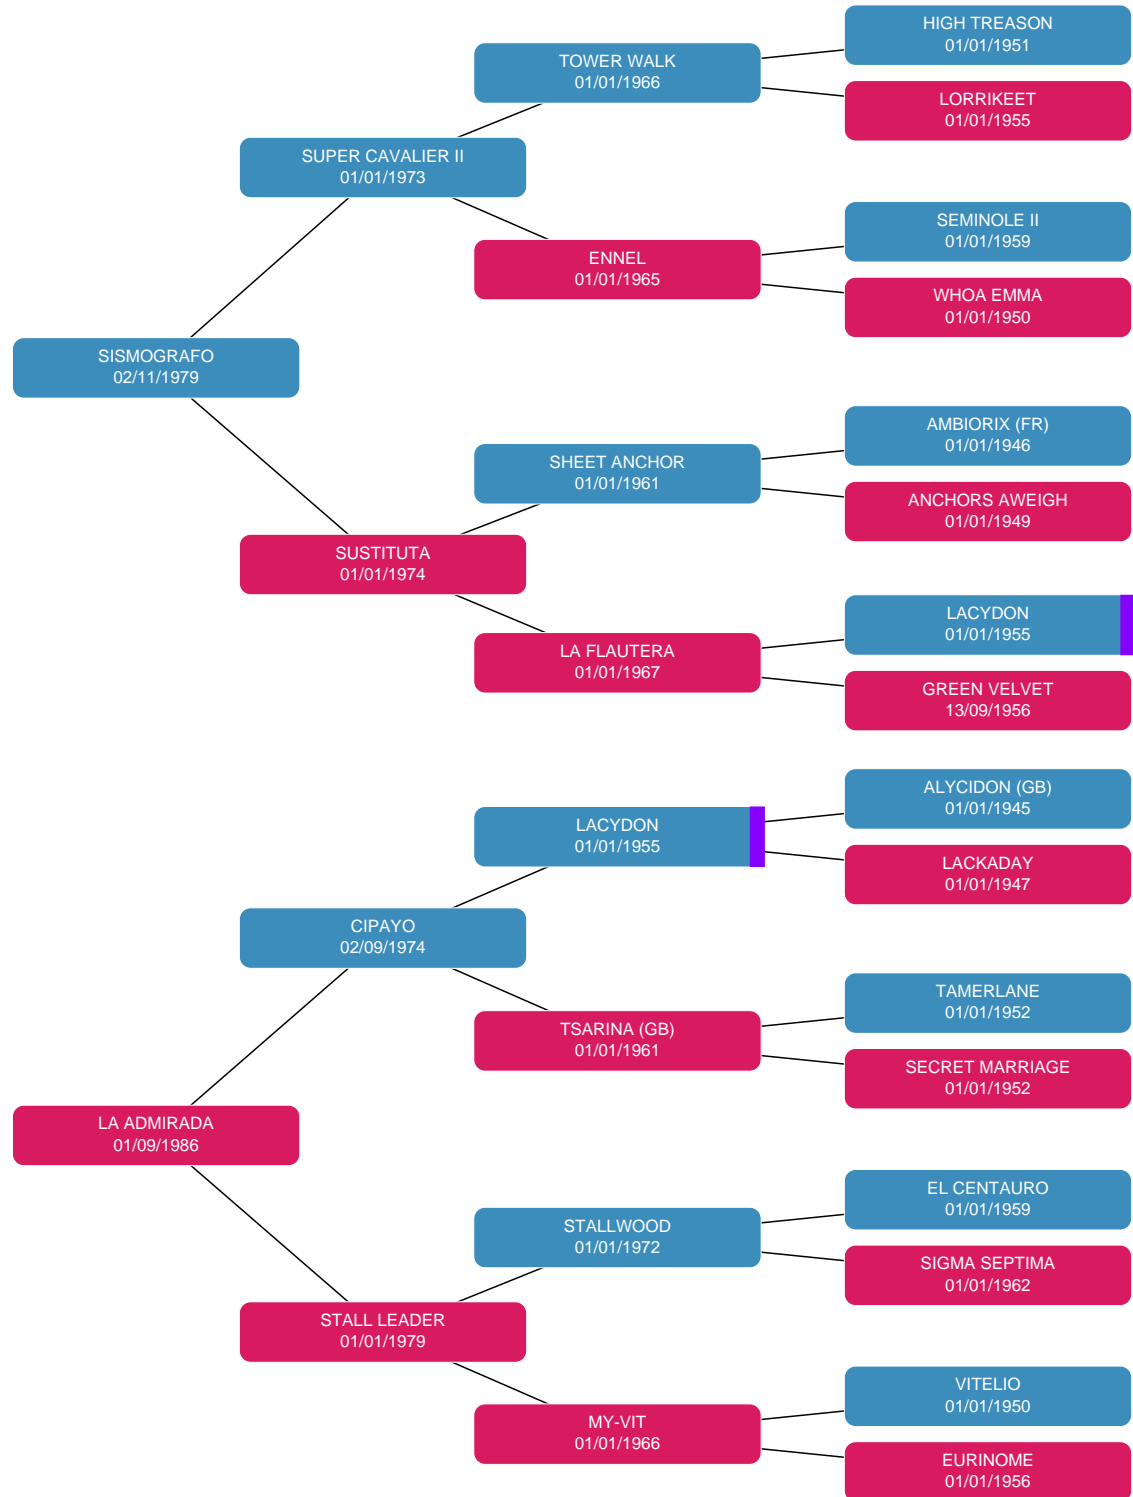 HIGH TREASON
01/01/1951
TOWER WALK
01/01/1966
LORRIKEET
01/01/1955
SUPER CAVALIER II
01/01/1973
SEMINOLE II
01/01/1959
ENNEL
01/01/1965
WHOA EMMA
01/01/1950
SISMOGRAFO
02/11/1979
AMBIORIX (FR)
01/01/1946
SHEET ANCHOR
01/01/1961
ANCHORS AWEIGH
01/01/1949
SUSTITUTA
01/01/1974
LACYDON
01/01/1955
LA FLAUTERA
01/01/1967
GREEN VELVET
13/09/1956
ALYCIDON (GB)
01/01/1945
LACYDON
01/01/1955
LACKADAY
01/01/1947
CIPAYO
02/09/1974
TAMERLANE
01/01/1952
TSARINA (GB)
01/01/1961
SECRET MARRIAGE
01/01/1952
LA ADMIRADA
01/09/1986
EL CENTAURO
01/01/1959
STALLWOOD
01/01/1972
SIGMA SEPTIMA
01/01/1962
STALL LEADER
01/01/1979
VITELIO
01/01/1950
MY-VIT
01/01/1966
EURINOME
01/01/1956